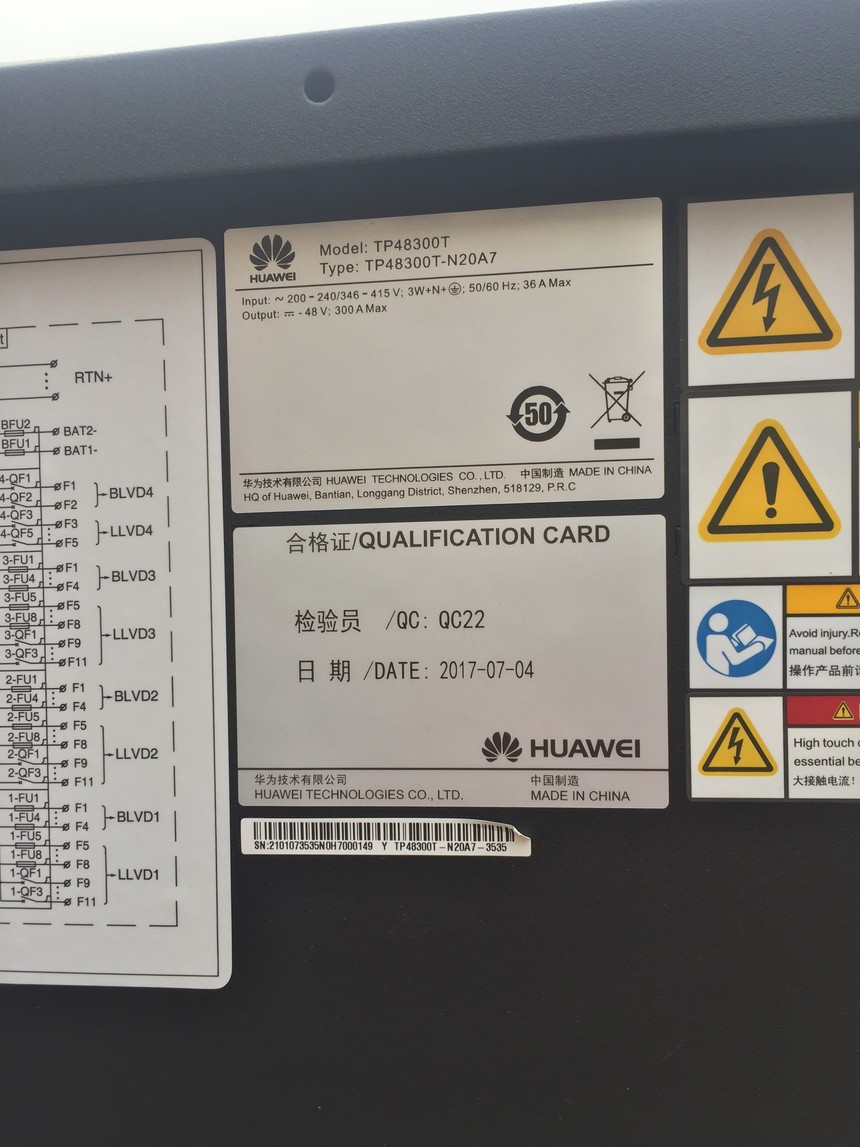 t
RTN+
BFU2
BAT2-
BFU1
BAT1-
4-QF1
F1
BLVD4
4-QF2
F2
4-QF3
F3
LLVD4
4-QF5
F5
3-FU1
F1
BLVD3
3-FU4
F4
3-FU5
F5
3-FU8
F8
LLVD3
3-QF1
F9
3-QF3
F11
2-FU1
F1
BLVD2
2-FU4
F4
2-FU5
F5
2-FU8
F8
LLVD2
2-QF1
F9
2-QF3
F11
1-FU1
F1
BLVD1
1-FU4
F4
1-FU5
F5
1-FU8
F8
LLVD1
1-QF1
F9
1-QF3
F11
HUAWEI
Model: TP48300T
Type: TP48300T-N20A7
Input: ~ 200-240/346-415 V; 3W+N+⏚; 50/60 Hz; 36 A Max
Output: ⎓ -48 V; 300 A Max
50
华为技术有限公司 HUAWEI TECHNOLOGIES CO., LTD. 中国制造 MADE IN CHINA
HQ of Huawei, Bantian, Longgang District, Shenzhen, 518129, P.R.C
合格证/QUALIFICATION CARD
检验员 /QC: QC22
日 期 /DATE: 2017-07-04
HUAWEI
华为技术有限公司 中国制造
HUAWEI TECHNOLOGIES CO., LTD. MADE IN CHINA
SN:2101073535N0H7000149 Y TP48300T-N20A7-3535
Avoid injury.Re
manual before
操作产品前请
High touch c
essential be
大接触电流!